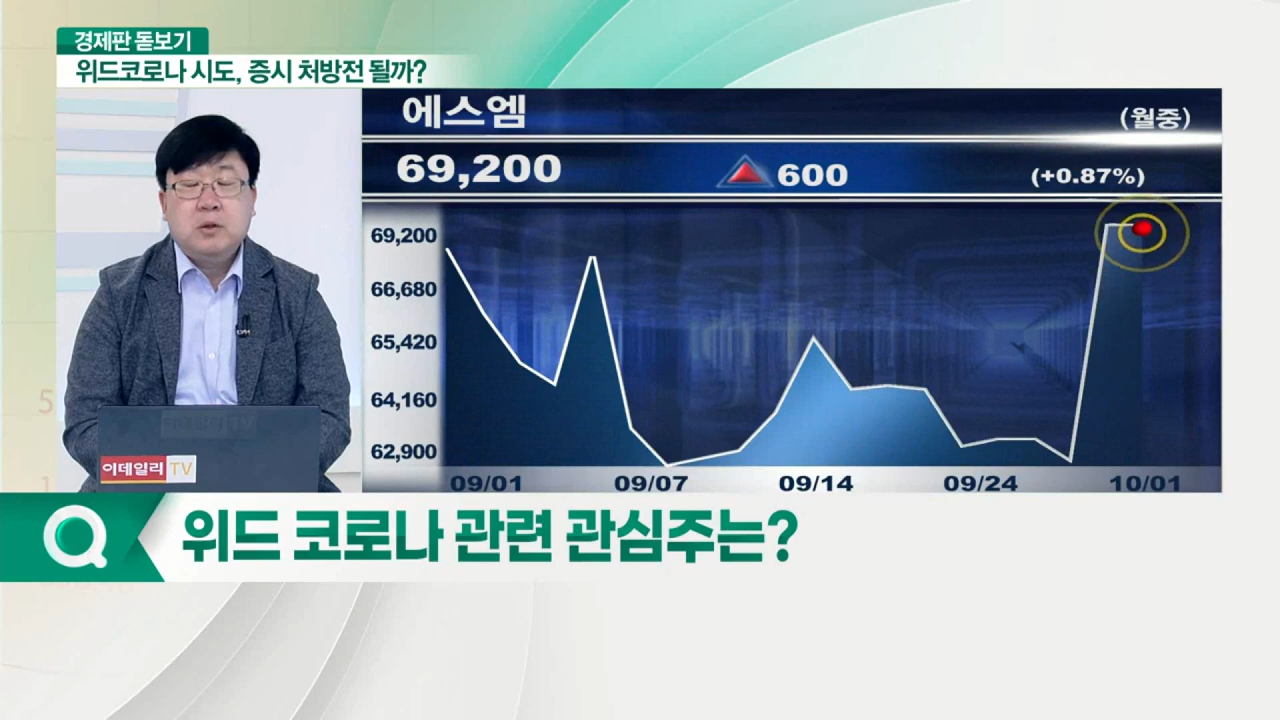 경제판 돋보기
위드코로나 시도, 증시 처방전 될까?
에스엠
(월중)
69,200
600
(+0.87%)
69,200
66,680
65,420
64,160
62,900
09/01 09/07 09/14 09/24 10/01
이데일리 TV
Q
위드 코로나 관련 관심주는?